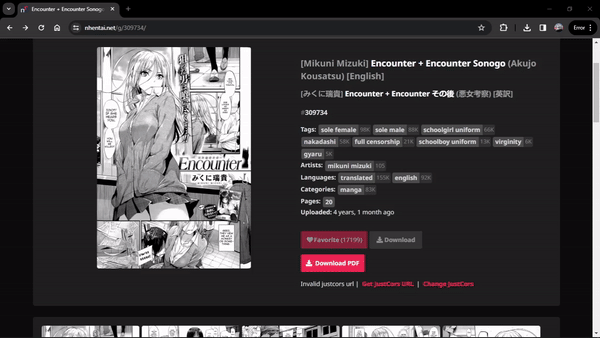 Encounter + Encounter Sonogo
nhentai.net/g/309734/
Error
[Mikuni Mizuki] Encounter + Encounter Sonogo (Akujo
Kousatsu) [English]
[みくに瑞貴] Encounter + Encounter その後 (悪女考察) [英訳]
#309734
Tags: sole female 98K sole male 88K schoolgirl uniform 66K
nakadashi 58K full censorship 21K schoolboy uniform 13K virginity 6K
gyaru 5K
Artists: mikuni mizuki 105
Languages: translated 155K english 92K
Categories: manga 83K
Pages: 20
Uploaded: 4 years, 1 month ago
Favorite (17199) Download
Download PDF
Invalid justcors url | Get JustCors URL | Change JustCors
Encounter
みくに瑞貴